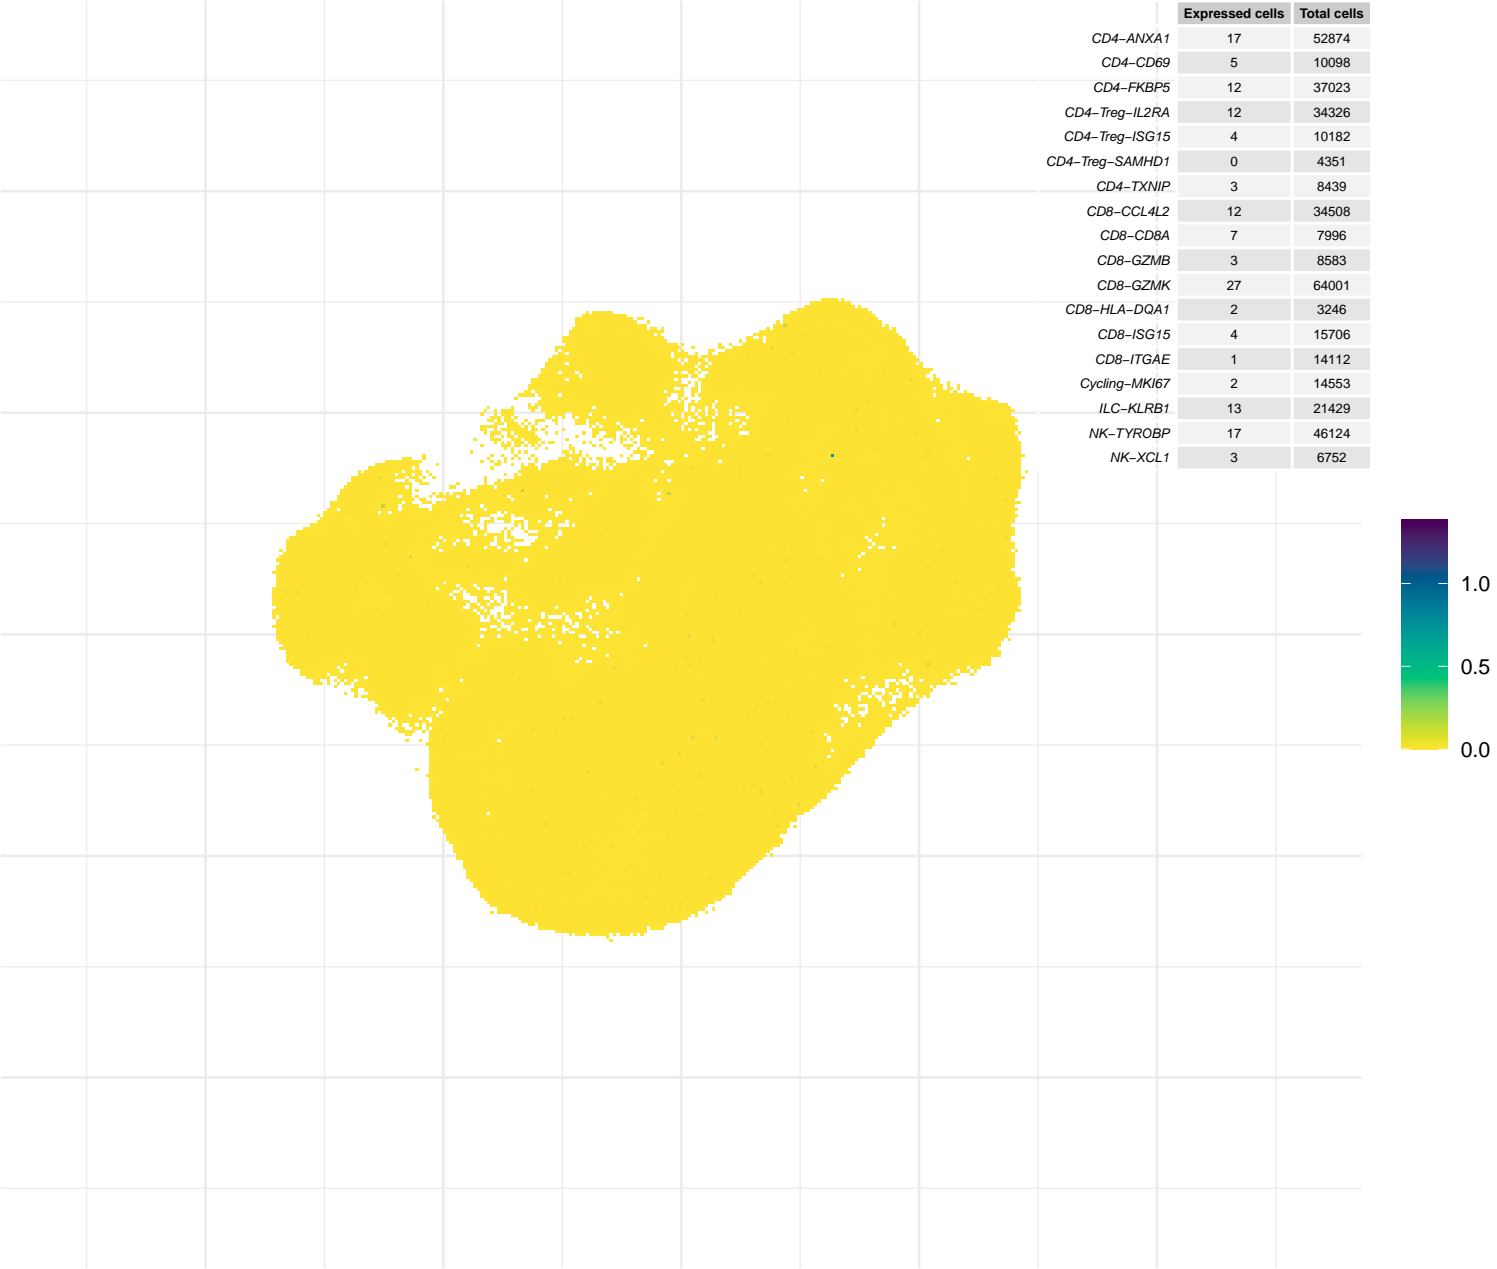 Expressed cells Total cells
CD4−ANXA1 17 52874
CD4−CD69 5 10098
CD4−FKBP5 12 37023
CD4−Treg−IL2RA 12 34326
CD4−Treg−ISG15 4 10182
CD4−Treg−SAMHD1 0 4351
CD4−TXNIP 3 8439
CD8−CCL4L2 12 34508
CD8−CD8A 7 7996
CD8−GZMB 3 8583
CD8−GZMK 27 64001
CD8−HLA−DQA1 2 3246
CD8−ISG15 4 15706
CD8−ITGAE 1 14112
Cycling−MKI67 2 14553
ILC−KLRB1 13 21429
NK−TYROBP 17 46124
NK−XCL1 3 6752
1.0
0.5
0.0